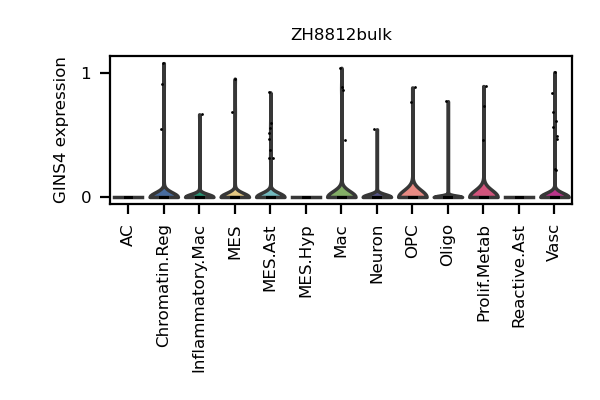 ZH8812bulk
GINS4 expression
1
0
AC
Chromatin.Reg
Inflammatory.Mac
MES
MES.Ast
MES.Hyp
Mac
Neuron
OPC
Oligo
Prolif.Metab
Reactive.Ast
Vasc